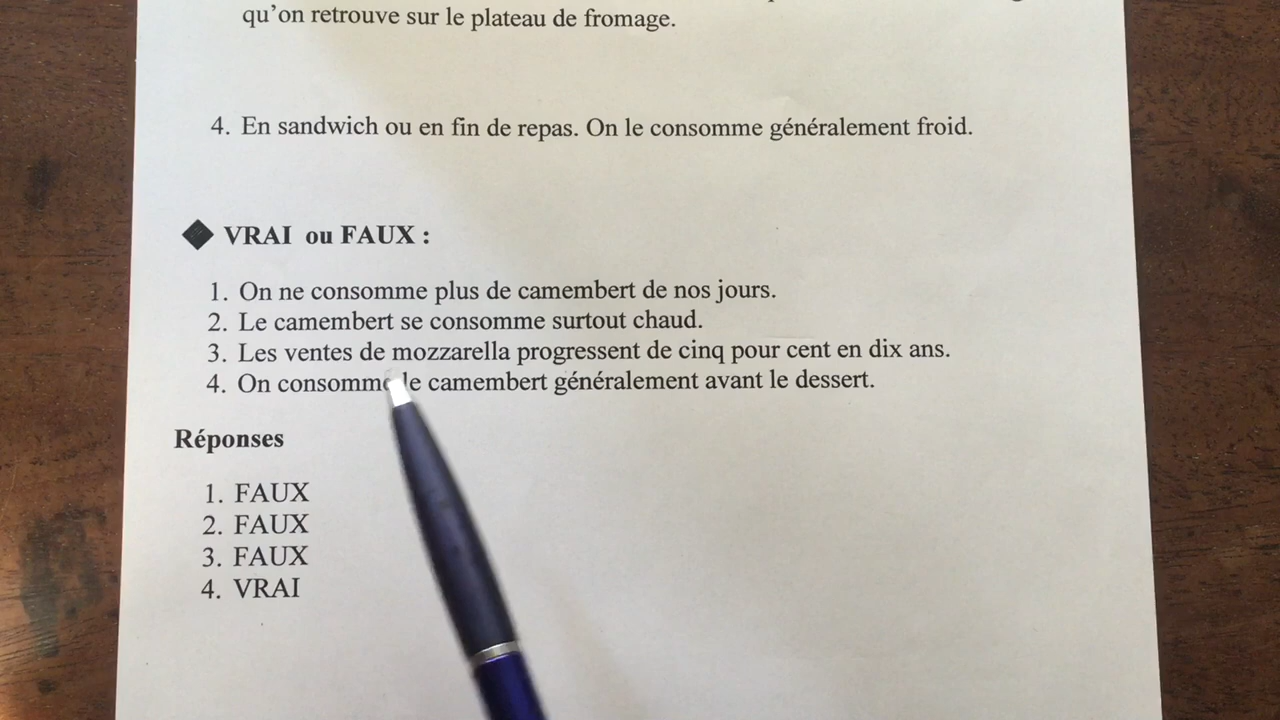 qu'on retrouve sur le plateau de fromage.
4. En sandwich ou en fin de repas. On le consomme généralement froid.
◆ VRAI ou FAUX :
1. On ne consomme plus de camembert de nos jours.
2. Le camembert se consomme surtout chaud.
3. Les ventes de mozzarella progressent de cinq pour cent en dix ans.
4. On consomme le camembert généralement avant le dessert.
Réponses
1. FAUX
2. FAUX
3. FAUX
4. VRAI